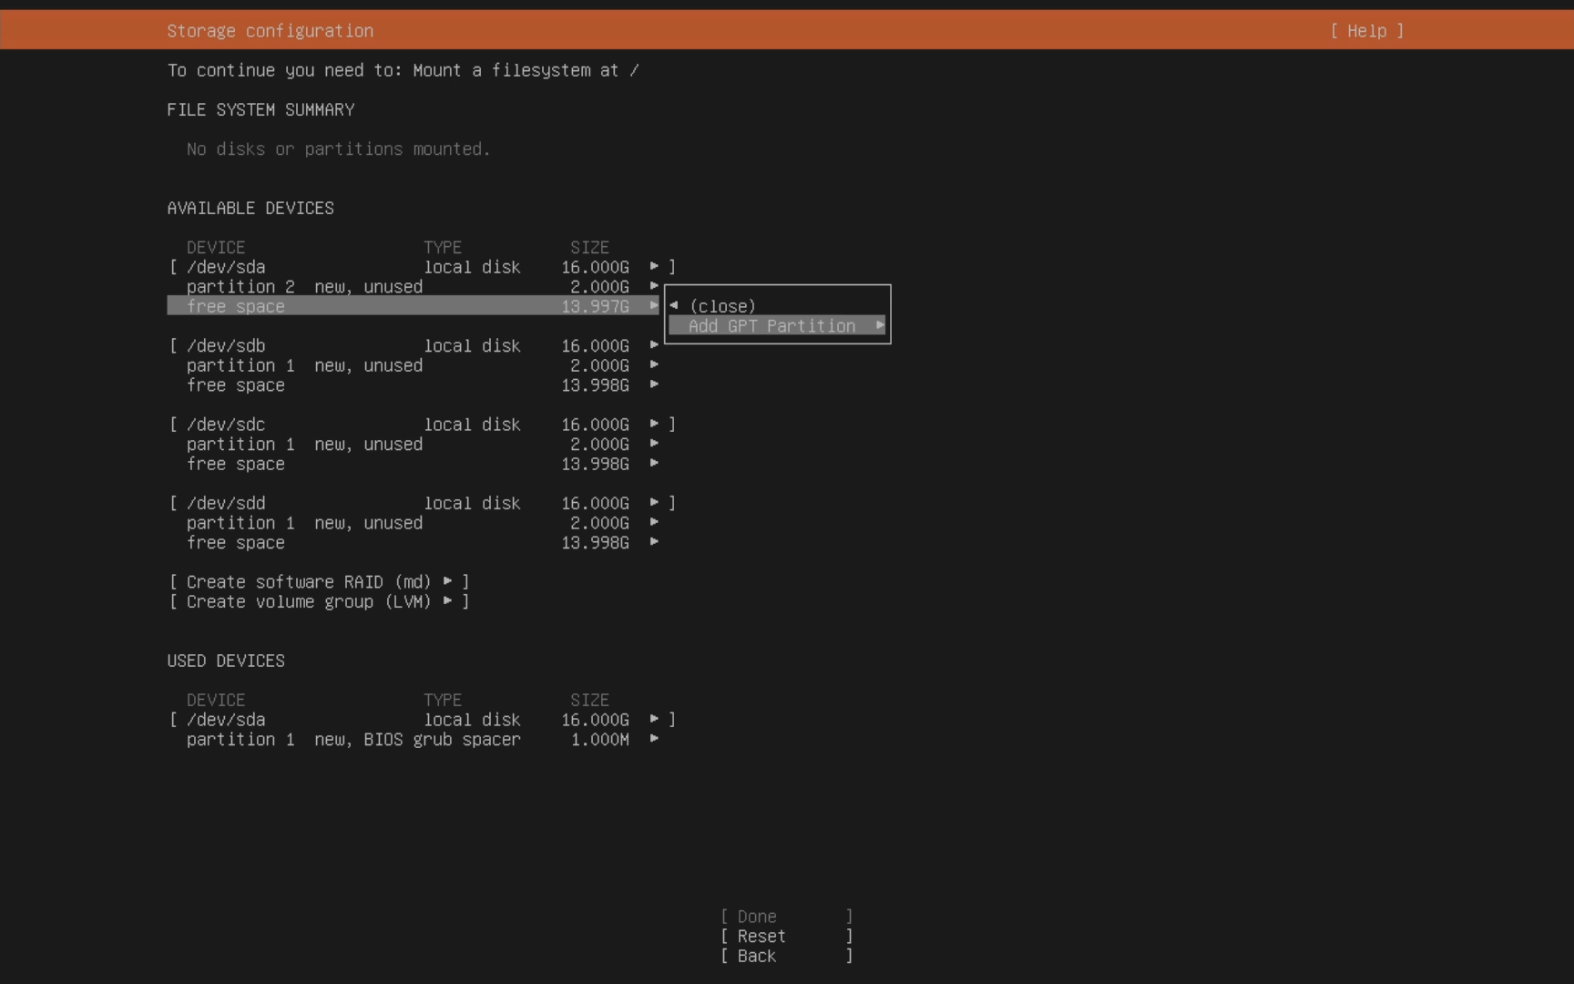 Storage configuration [ Help ]
To continue you need to: Mount a filesystem at /
FILE SYSTEM SUMMARY
No disks or partitions mounted.
AVAILABLE DEVICES
DEVICE TYPE SIZE
[ /dev/sda local disk 16.000G ▸ ]
partition 2 new, unused 2.000G ▸
free space 13.997G ▸
◂ (close)
Add GPT Partition ▸
[ /dev/sdb local disk 16.000G ▸
partition 1 new, unused 2.000G ▸
free space 13.998G ▸
[ /dev/sdc local disk 16.000G ▸ ]
partition 1 new, unused 2.000G ▸
free space 13.998G ▸
[ /dev/sdd local disk 16.000G ▸ ]
partition 1 new, unused 2.000G ▸
free space 13.998G ▸
[ Create software RAID (md) ▸ ]
[ Create volume group (LVM) ▸ ]
USED DEVICES
DEVICE TYPE SIZE
[ /dev/sda local disk 16.000G ▸ ]
partition 1 new, BIOS grub spacer 1.000M ▸
[ Done ]
[ Reset ]
[ Back ]